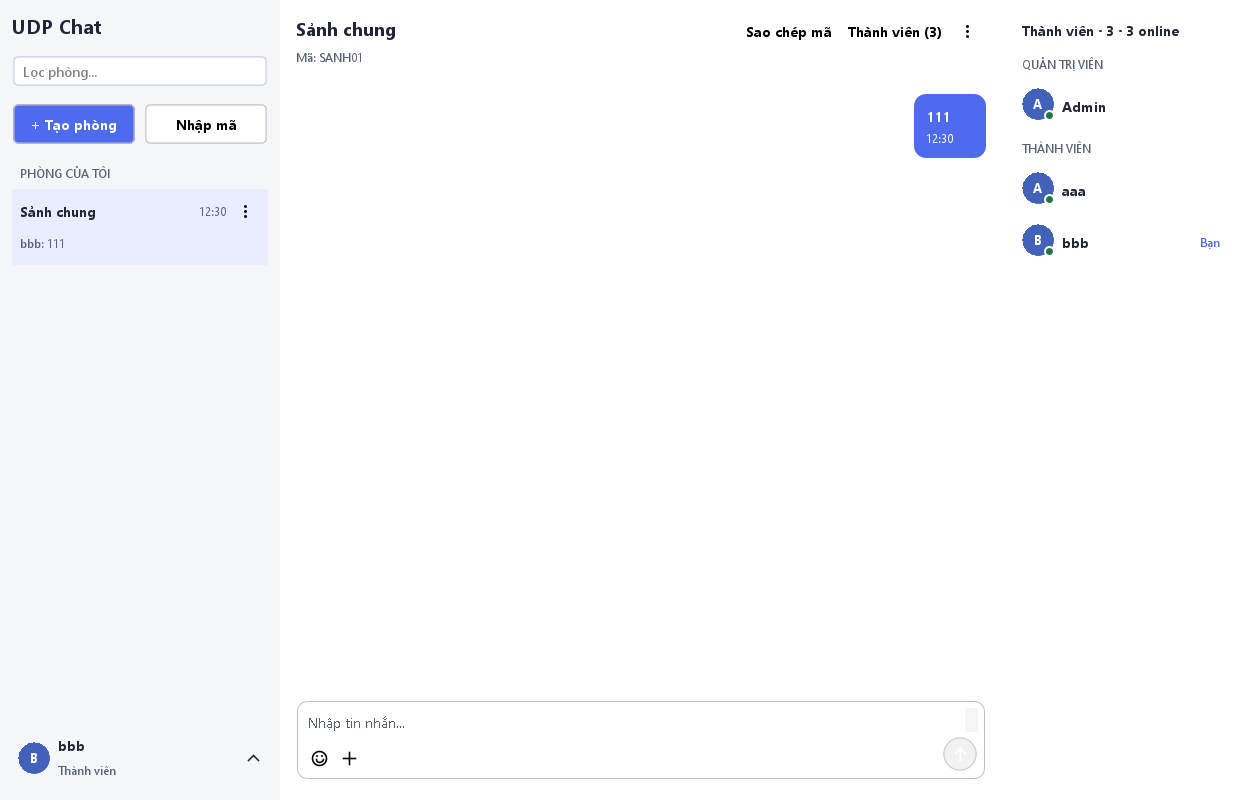 UDP Chat
Lọc phòng...
+ Tạo phòng
Nhập mã
PHÒNG CỦA TÔI
Sảnh chung
12:30
bbb: 111
B
bbb
Thành viên
Sảnh chung
Mã: SANH01
Sao chép mã
Thành viên (3)
111
12:30
Nhập tin nhắn...
Thành viên · 3 · 3 online
QUẢN TRỊ VIÊN
A
Admin
THÀNH VIÊN
A
aaa
B
bbb
Bạn